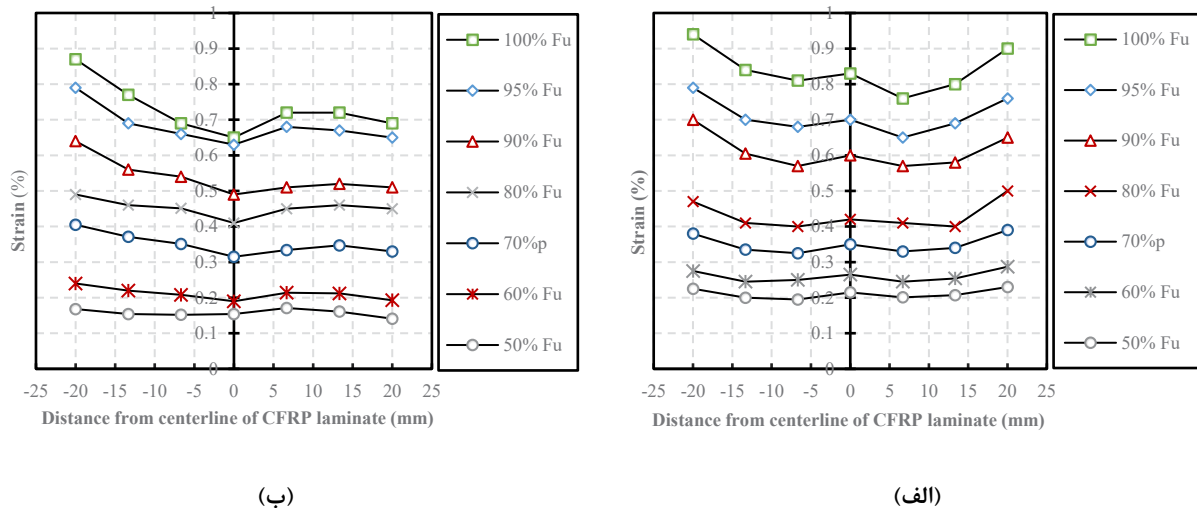 1
0.9
0.8
0.7
0.6
0.5
0.4
0.3
0.2
0.1
0
Strain (%)
-25 -20 -15 -10 -5 0 5 10 15 20 25
Distance from centerline of CFRP laminate (mm)
100% Fu
95% Fu
90% Fu
80% Fu
70%p
60% Fu
50% Fu
(ب)
1
0.9
0.8
0.7
0.6
0.5
0.4
0.3
0.2
0.1
0
Strain (%)
-25 -20 -15 -10 -5 0 5 10 15 20 25
Distance from centerline of CFRP laminate (mm)
100% Fu
95% Fu
90% Fu
80% Fu
70%p
60% Fu
50% Fu
(الف)